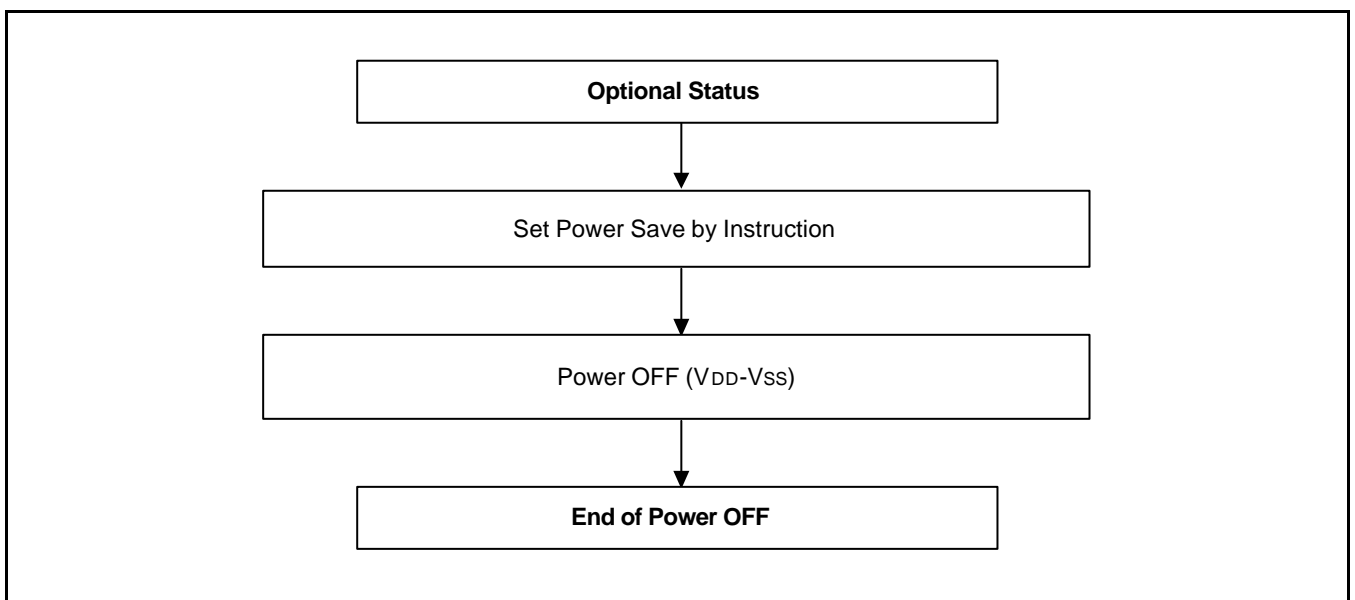 Optional Status
Set Power Save by Instruction
Power OFF (VDD-VSS)
End of Power OFF